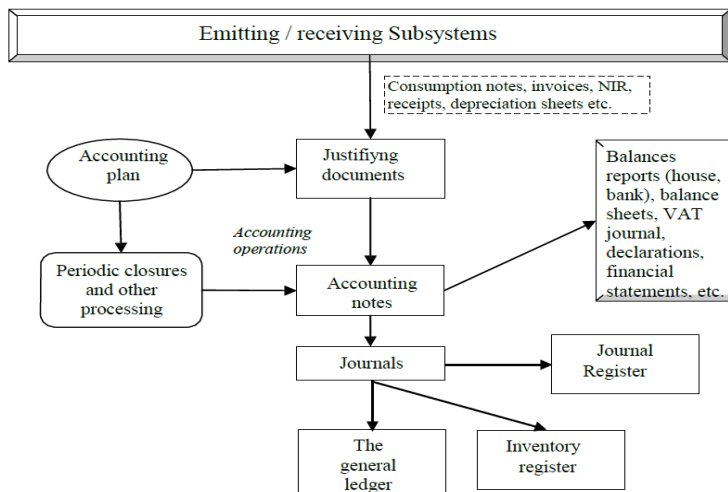 Emitting / receiving Subsystems
Consumption notes, invoices, NIR,
receipts, depreciation sheets etc.
Accounting
plan
Justifiyng
documents
Balances
reports (house,
bank), balance
sheets, VAT
journal,
declarations,
financial
statements, etc.
Accounting
operations
Periodic closures
and other
processing
Accounting
notes
Journals
Journal
Register
The
general
ledger
Inventory
register